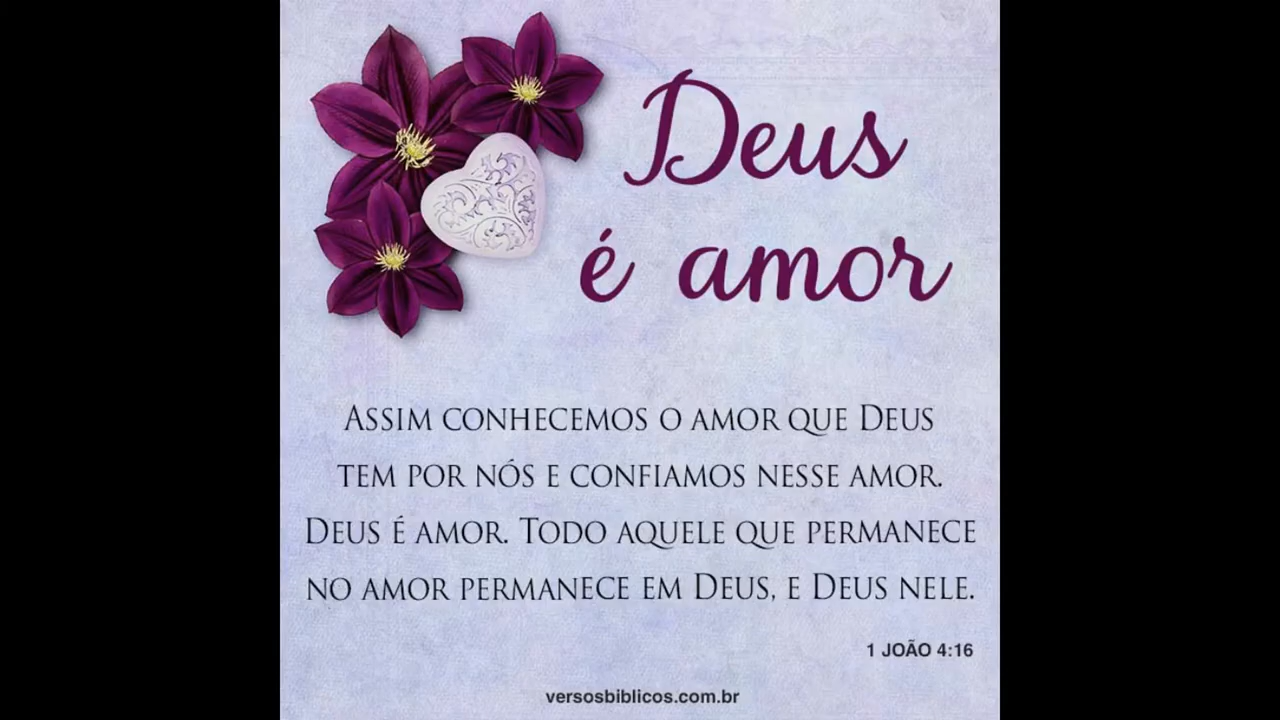 Deus
é amor
Assim conhecemos o amor que Deus
tem por nós e confiamos nesse amor.
Deus é amor. Todo aquele que permanece
no amor permanece em Deus, e Deus nele.
1 JOÃO 4:16
versosbiblicos.com.br